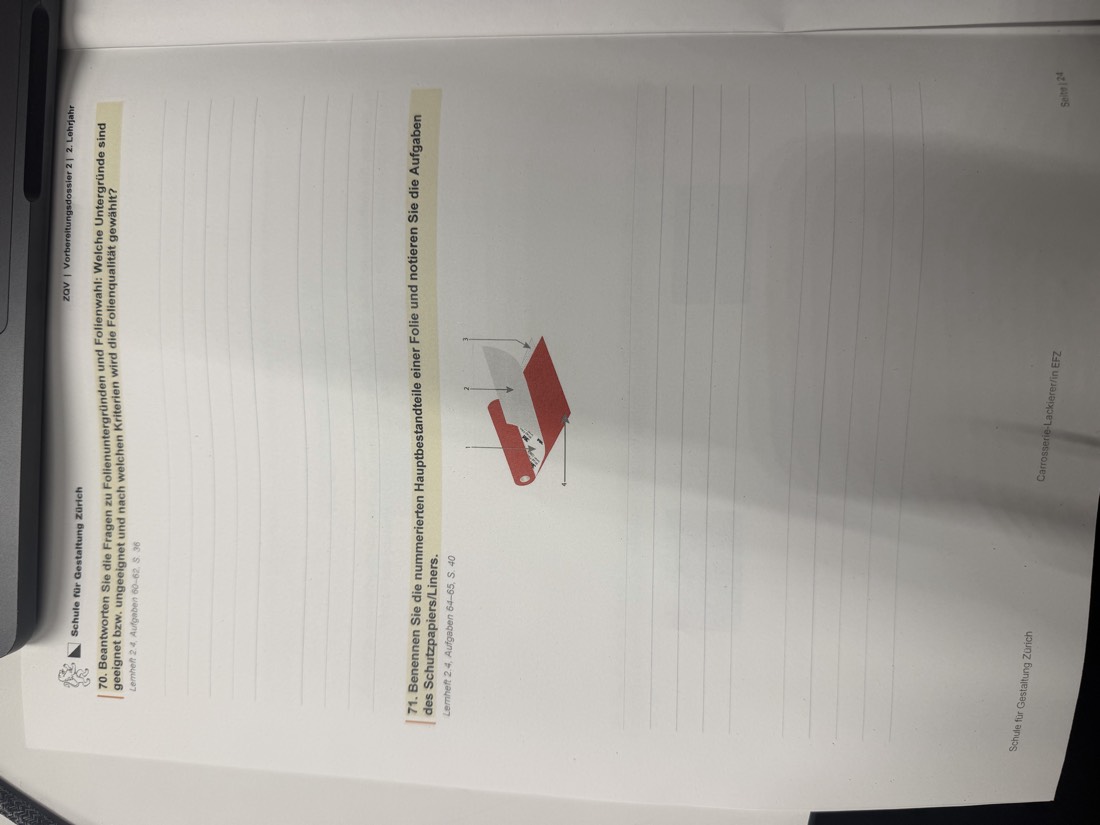 Schule für Gestaltung Zürich
ZQV | Vorbereitungsdossier 2 | 2. Lehrjahr
70. Beantworten Sie die Fragen zu Folienuntergründen und Folienwahl: Welche Untergründe sind
geeignet bzw. ungeeignet und nach welchen Kriterien wird die Folienqualität gewählt?
Lernheft 2.4, Aufgaben 60–62, S. 36
71. Benennen Sie die nummerierten Hauptbestandteile einer Folie und notieren Sie die Aufgaben
des Schutzpapiers/Liners.
Lernheft 2.4, Aufgaben 64–65, S. 40
1
2
3
4
Schule für Gestaltung Zürich
Carrosserie-Lackierer/in EFZ
Seite | 24